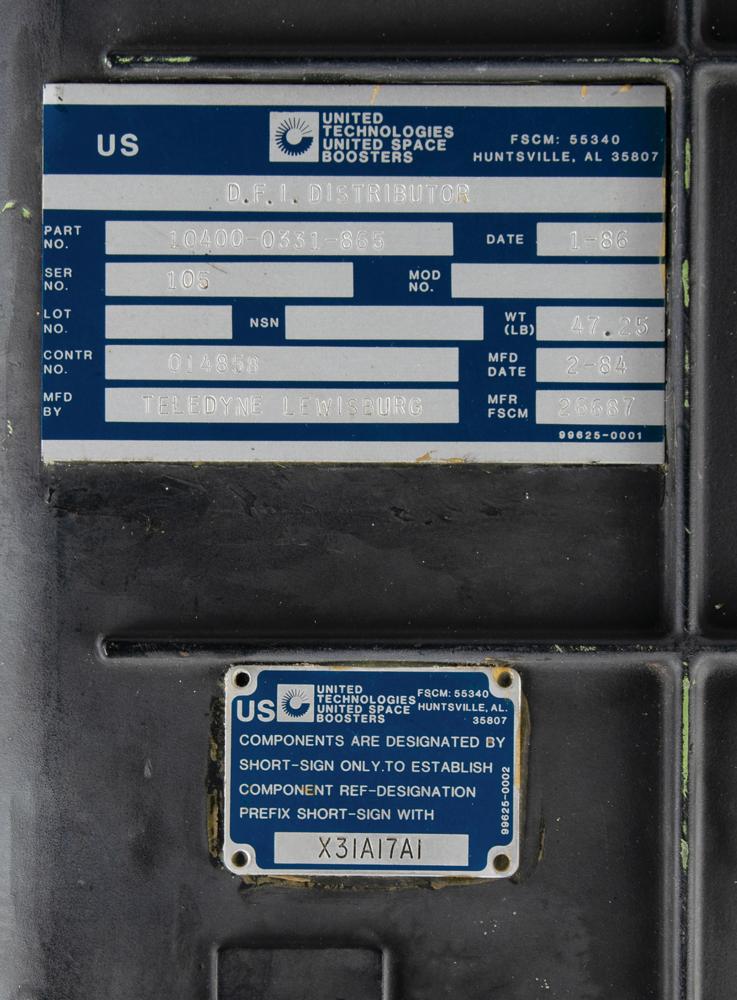 US
UNITED
TECHNOLOGIES
UNITED SPACE
BOOSTERS
FSCM: 55340
HUNTSVILLE, AL 35807
D.F.I. DISTRIBUTOR
PART NO. 10400-0331-865 DATE 1-86
SER NO. 105 MOD NO.
LOT NO. NSN WT (LB) 47.25
CONTR NO. 014858 MFD DATE 2-84
MFD BY TELEDYNE LEWISBURG MFR FSCM 26687
99625-0001
US
UNITED
TECHNOLOGIES
UNITED SPACE
BOOSTERS
FSCM: 55340
HUNTSVILLE, AL.
35807
COMPONENTS ARE DESIGNATED BY
SHORT-SIGN ONLY.TO ESTABLISH
COMPONENT REF-DESIGNATION
PREFIX SHORT-SIGN WITH
X31A17A1
99625-0002